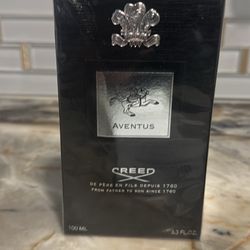 AVENTUS
CREED
DE PÈRE EN FILS DEPUIS 1760
FROM FATHER TO SON SINCE 1760
100 ML
3.3 FL.OZ.